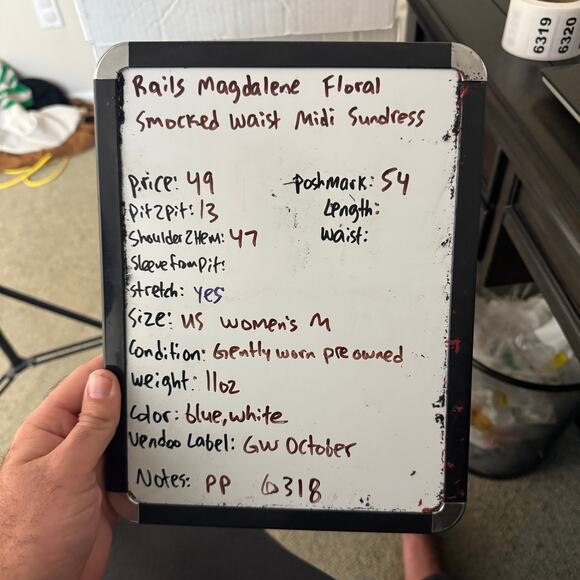 Rails Magdalene Floral
Smocked Waist Midi Sundress
price: 49
poshmark: 54
pit2pit: 13
Length:
Shoulder2Hem: 47
waist:
Sleevefrompit:
stretch: yes
Size: US women's M
Condition: Gently worn pre owned
weight: 11oz
Color: blue, white
Vendoo Label: GW October
Notes: PP 6318
6319
6320